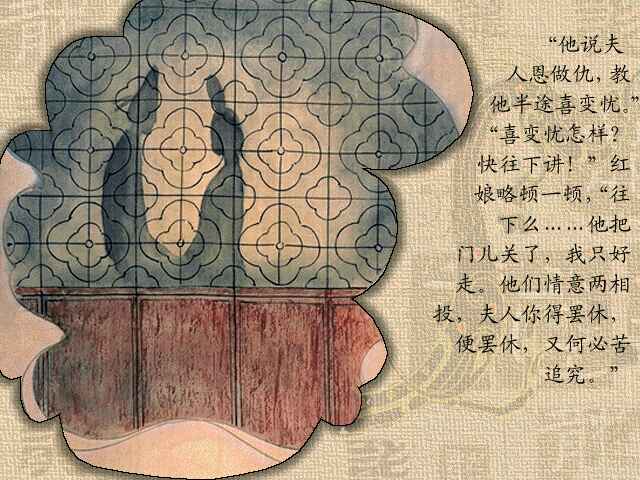 “他说夫
人恩做仇，教
他半途喜变忧。”
“喜变忧怎样？
快往下讲！”红
娘略顿一顿，“往
下么……他把
门儿关了，我只好
走。他们情意两相
投，夫人你得罢休，
便罢休，又何必苦
追究。”